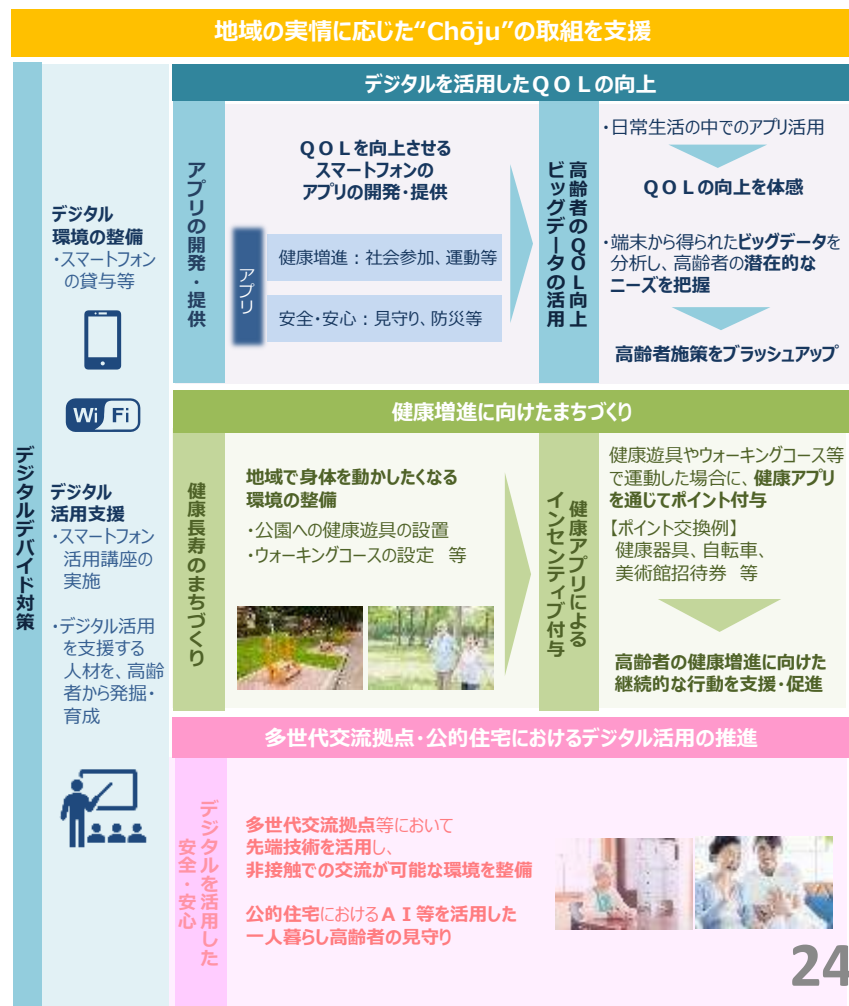 地域の実情に応じた“Chōju”の取組を支援
デジタルデバイド対策
デジタル
環境の整備
・スマートフォン
の貸与等
Wi Fi
デジタル
活用支援
・スマートフォン
活用講座の
実施
・デジタル活用
を支援する
人材を、高齢
者から発掘・
育成
デジタルを活用したQOLの向上
アプリの開発・提供
QOLを向上させる
スマートフォンの
アプリの開発・提供
アプリ
健康増進：社会参加、運動等
安全・安心：見守り、防災等
高齢者のQOL向上
ビッグデータの活用
・日常生活の中でのアプリ活用
QOLの向上を体感
・端末から得られたビッグデータを
分析し、高齢者の潜在的な
ニーズを把握
高齢者施策をブラッシュアップ
健康増進に向けたまちづくり
健康長寿のまちづくり
地域で身体を動かしたくなる
環境の整備
・公園への健康遊具の設置
・ウォーキングコースの設定　等
健康アプリによる
インセンティブ付与
健康遊具やウォーキングコース等
で運動した場合に、健康アプリ
を通じてポイント付与
【ポイント交換例】
健康器具、自転車、
美術館招待券　等
高齢者の健康増進に向けた
継続的な行動を支援・促進
多世代交流拠点・公的住宅におけるデジタル活用の推進
デジタルを活用した
安全・安心
多世代交流拠点等において
先端技術を活用し、
非接触での交流が可能な環境を整備
公的住宅におけるＡＩ等を活用した
一人暮らし高齢者の見守り
24